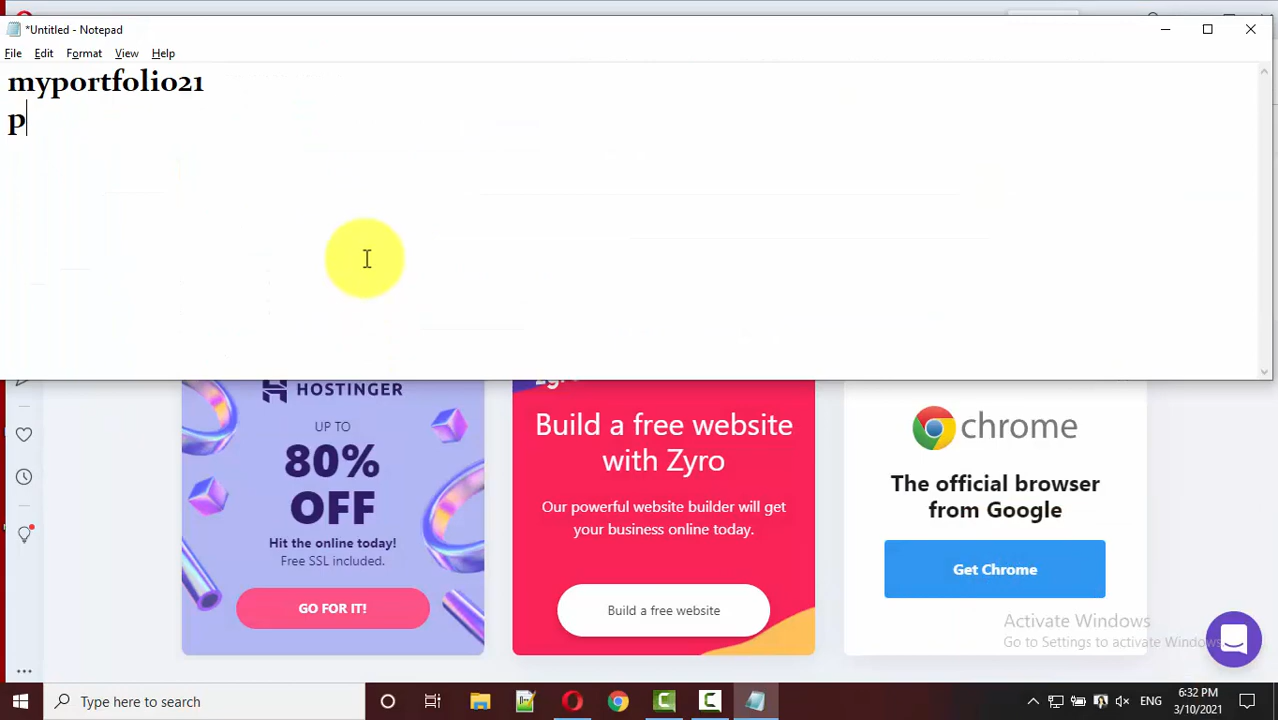 *Untitled - Notepad
File Edit Format View Help
myportfolio21
p
HOSTINGER
UP TO
80%
OFF
Hit the online today!
Free SSL included.
GO FOR IT!
Build a free website
with Zyro
Our powerful website builder will get
your business online today.
Build a free website
chrome
The official browser
from Google
Get Chrome
Activate Windows
Go to Settings to activate Windows
Type here to search
ENG
6:32 PM
3/10/2021